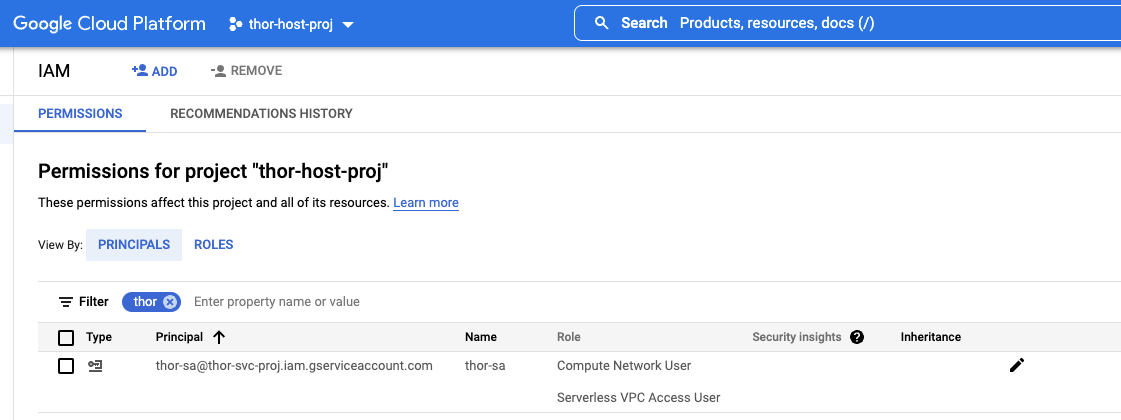 Google Cloud Platform thor-host-proj Search Products, resources, docs (/)
IAM ADD REMOVE
PERMISSIONS RECOMMENDATIONS HISTORY
Permissions for project "thor-host-proj"
These permissions affect this project and all of its resources. Learn more
View By: PRINCIPALS ROLES
Filter thor Enter property name or value
Type Principal Name Role Security insights ? Inheritance
thor-sa@thor-svc-proj.iam.gserviceaccount.com thor-sa Compute Network User
Serverless VPC Access User